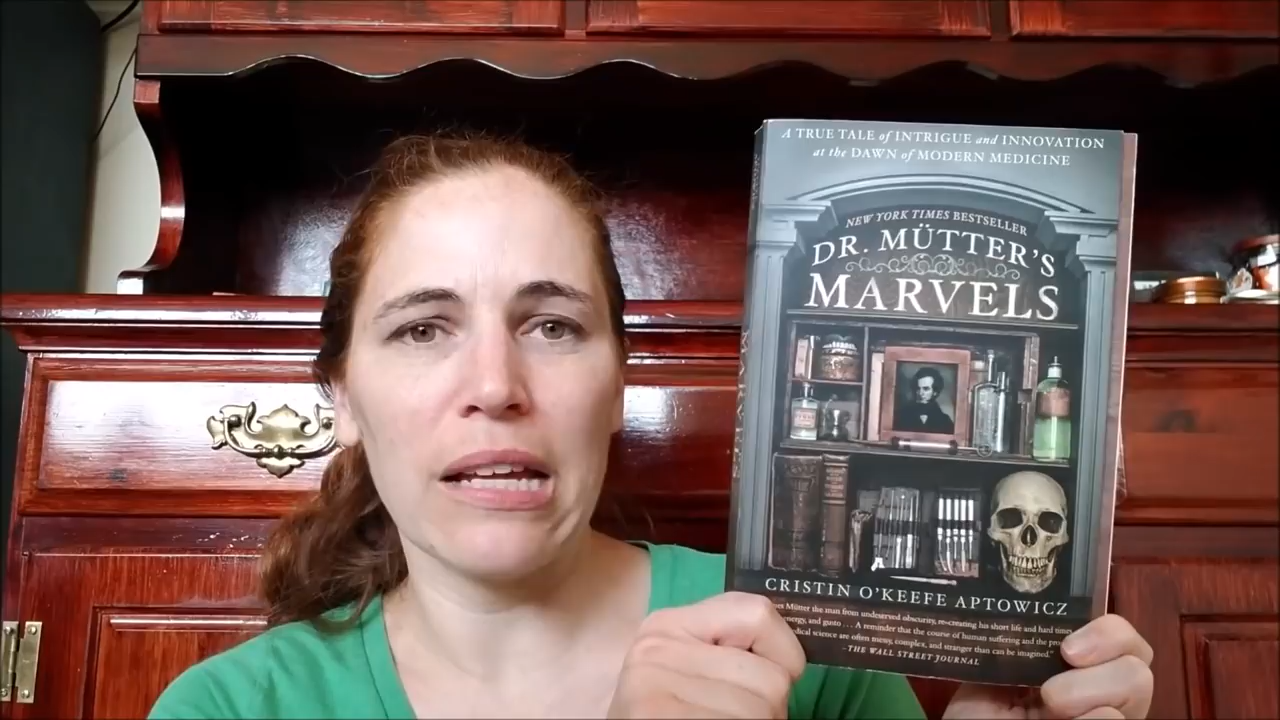 A TRUE TALE of INTRIGUE and INNOVATION
at the DAWN of MODERN MEDICINE
NEW YORK TIMES BESTSELLER
DR. MÜTTER'S
MARVELS
CRISTIN O'KEEFE APTOWICZ
Mütter the man from undeserved obscurity, re-creating his short life and hard times
energy, and gusto . . . A reminder that the course of human suffering and the
science are often messy, complex, and stranger than can be imagined."
–THE WALL STREET JOURNAL